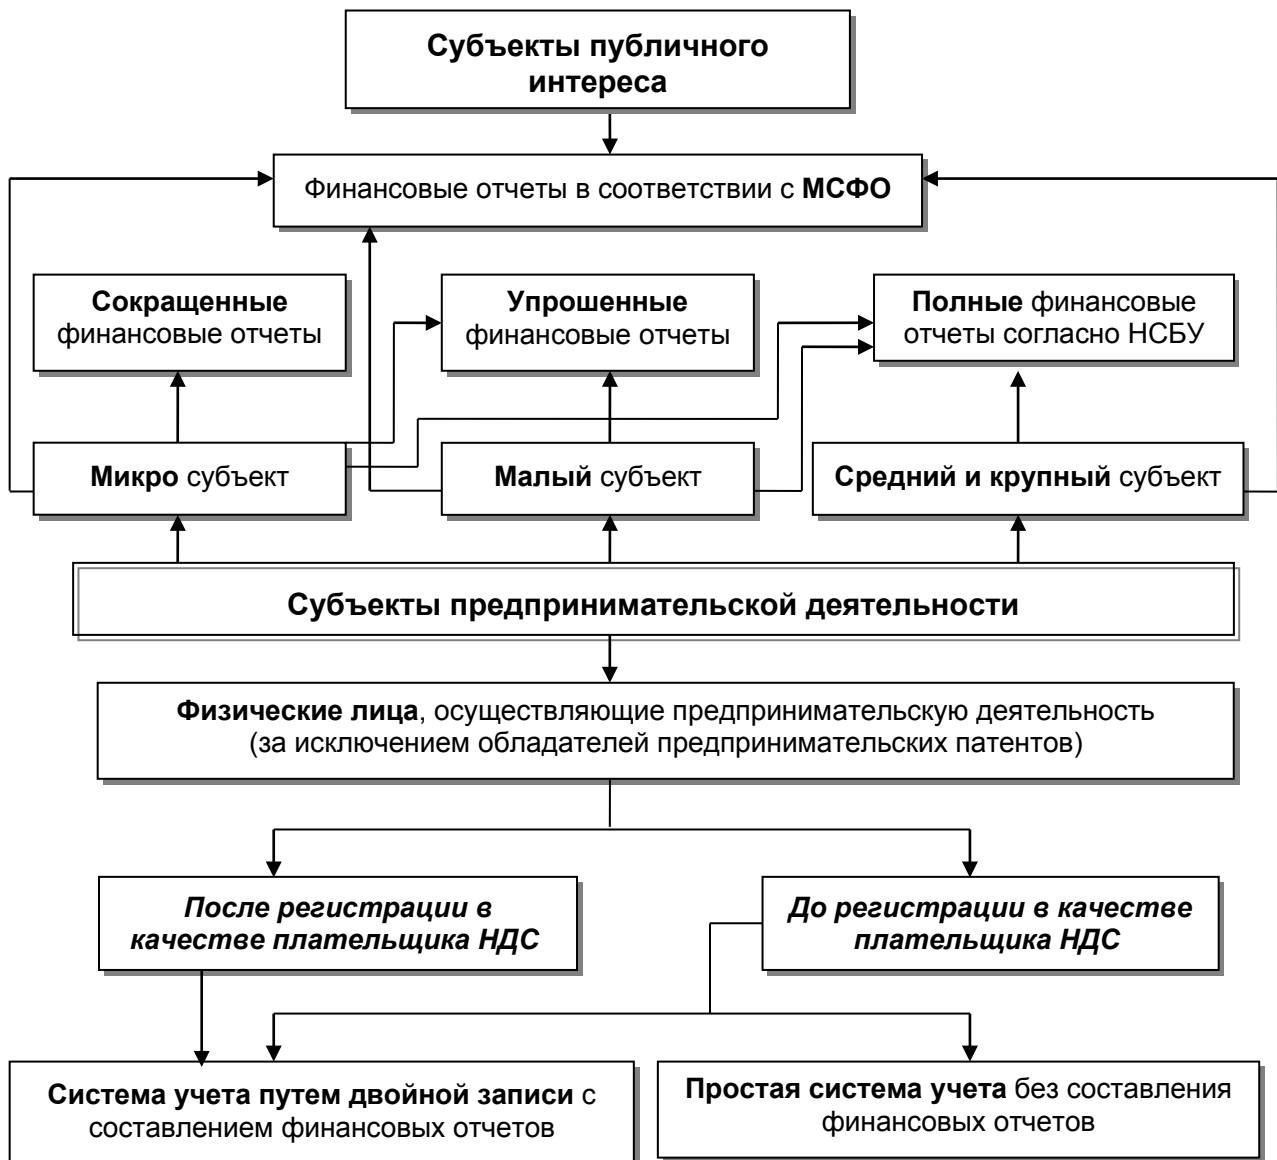 Субъекты публичного
интереса
Финансовые отчеты в соответствии с МСФО
Сокращенные
финансовые отчеты
Упрошенные
финансовые отчеты
Полные финансовые
отчеты согласно НСБУ
Микро субъект
Малый субъект
Средний и крупный субъект
Субъекты предпринимательской деятельности
Физические лица, осуществляющие предпринимательскую деятельность
(за исключением обладателей предпринимательских патентов)
После регистрации в
качестве плательщика НДС
До регистрации в качестве
плательщика НДС
Система учета путем двойной записи с
составлением финансовых отчетов
Простая система учета без составления
финансовых отчетов